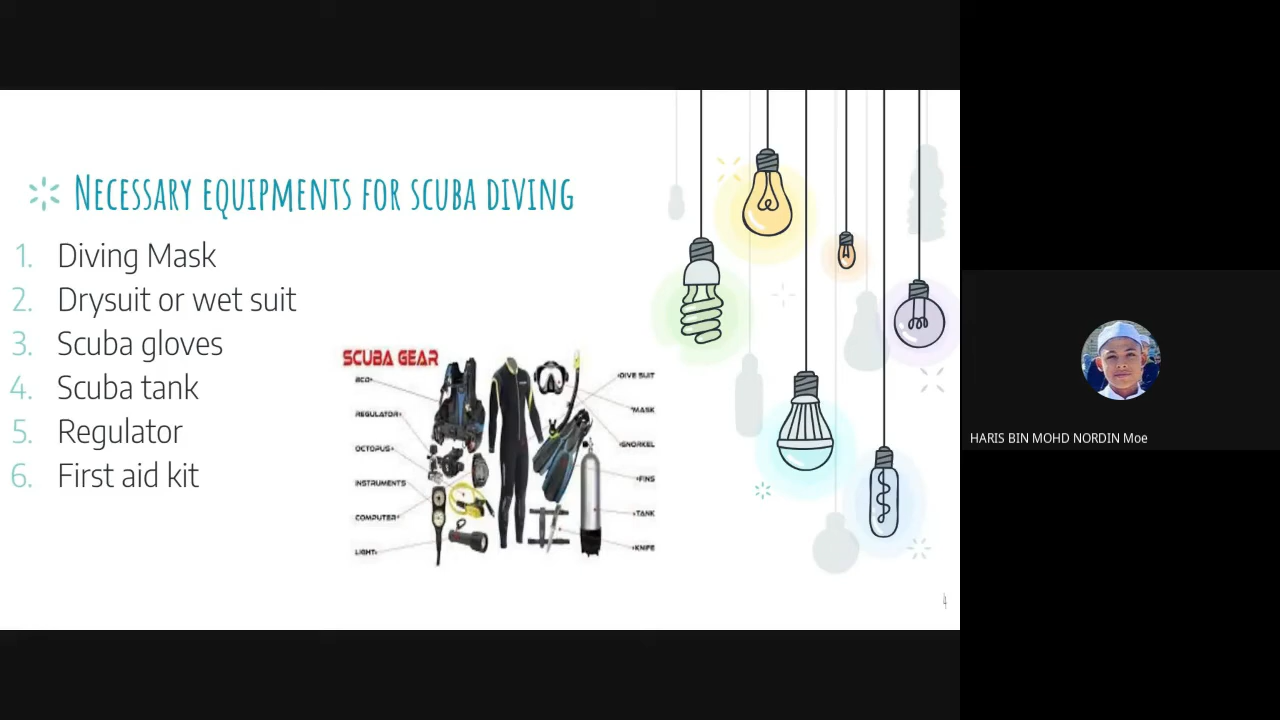 Necessary equipments for scuba diving
1. Diving Mask
2. Drysuit or wet suit
3. Scuba gloves
4. Scuba tank
5. Regulator
6. First aid kit
SCUBA GEAR
BCD
REGULATOR
OCTOPUS
INSTRUMENTS
COMPUTER
LIGHT
DIVE SUIT
MASK
SNORKEL
FINS
TANK
KNIFE
4
HARIS BIN MOHD NORDIN Moe